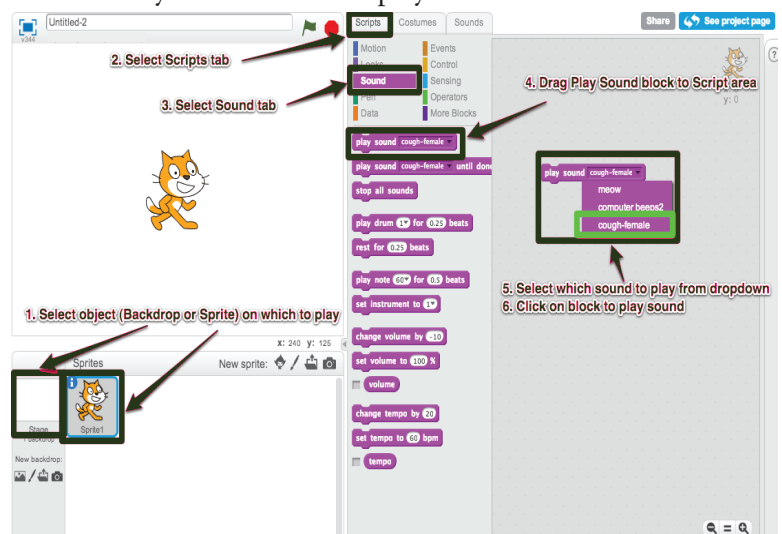 Untitled-2
v344
Scripts
Costumes
Sounds
Share
See project page
2. Select Scripts tab
Motion
Events
Control
3. Select Sound tab
Sound
Sensing
Pen
Operators
Data
More Blocks
4. Drag Play Sound block to Script area
y: 0
?
play sound cough-female
play sound cough-female until done
stop all sounds
play drum 1 for 0.25 beats
rest for 0.25 beats
play note 60 for 0.5 beats
set instrument to 1
change volume by -10
set volume to 100 %
volume
change tempo by 20
set tempo to 60 bpm
tempo
play sound cough-female
meow
computer beeps2
cough-female
5. Select which sound to play from dropdown
6. Click on block to play sound
1. Select object (Backdrop or Sprite) on which to play
x: 240 y: 125
Sprites
New sprite:
Stage
1 backdrop
Sprite1
New backdrop: